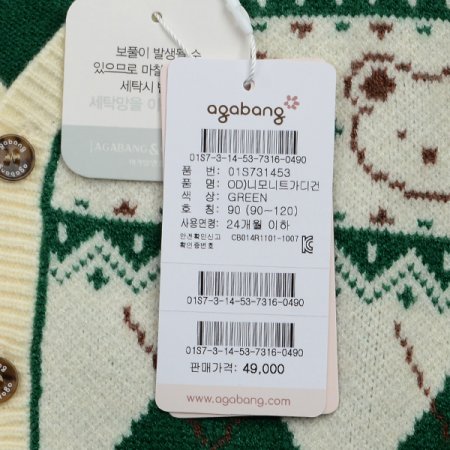 보풀이 발생될 수
있으므로 마찰
세탁시
세탁망을
AGABANG &
agabang
01S7-3-14-53-7316-0490
품 번: 01S731453
품 명: OD)니모니트가디건
색 상: GREEN
호 칭: 90 (90-120)
사용연령: 24개월 이하
안전확인신고
확인증번호 CB014R1101-1007
01S7-3-14-53-7316-0490
01S7-3-14-53-7316-0490
판매가격: 49,000
www.agabang.com